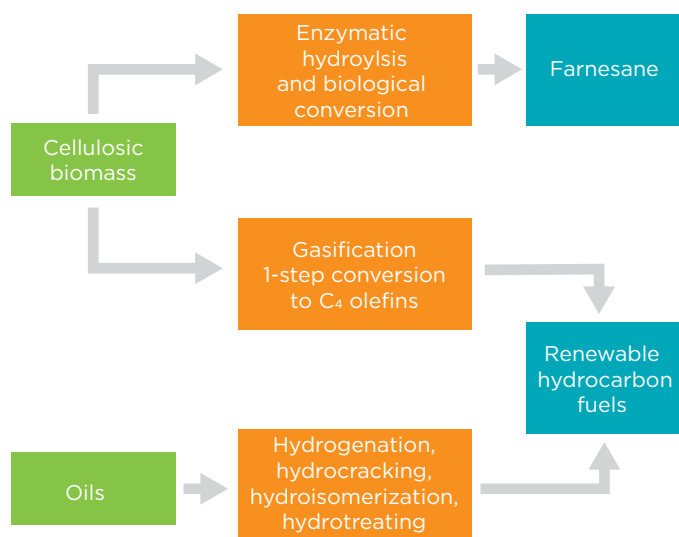 Enzymatic
hydroylsis
and biological
conversion
Farnesane
Cellulosic
biomass
Gasification
1-step conversion
to C₄ olefins
Renewable
hydrocarbon
fuels
Oils
Hydrogenation,
hydrocracking,
hydroisomerization,
hydrotreating